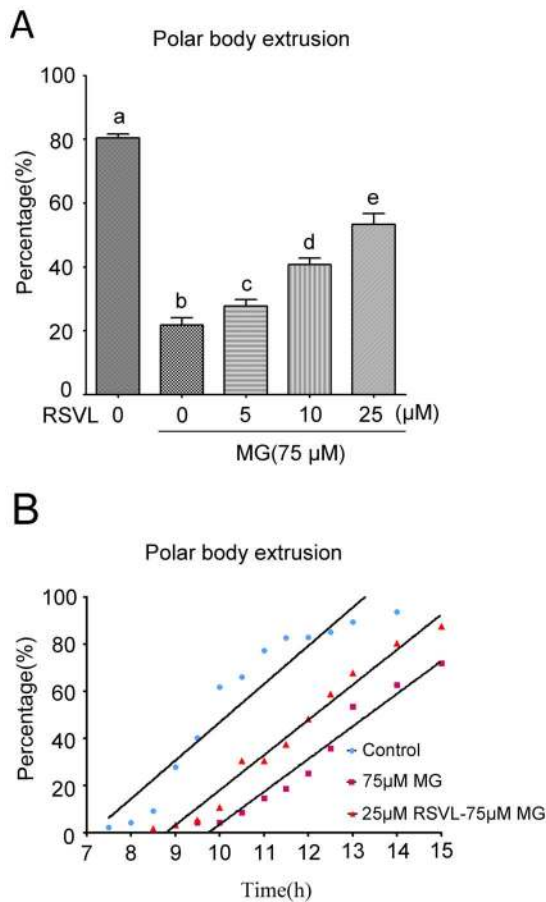 A
Polar body extrusion
100
80
60
40
20
0
Percentage(%)
a
b
c
d
e
RSVL 0 0 5 10 25 (μM)
MG(75 μM)
B
Polar body extrusion
100
80
60
40
20
0
Percentage(%)
Control
75μM MG
25μM RSVL-75μM MG
7 8 9 10 11 12 13 14 15
Time(h)